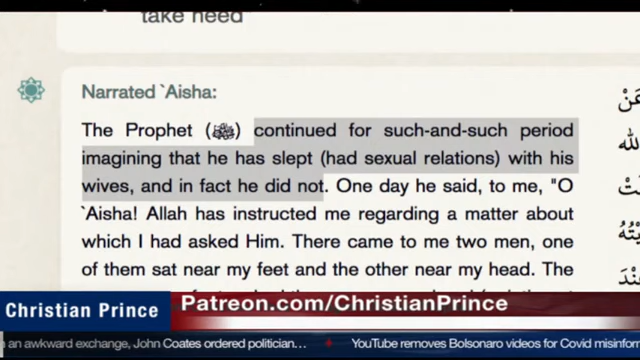 take heed
Narrated `Aisha:
The Prophet (ﷺ) continued for such-and-such period
imagining that he has slept (had sexual relations) with his
wives, and in fact he did not. One day he said, to me, "O
`Aisha! Allah has instructed me regarding a matter about
which I had asked Him. There came to me two men, one
of them sat near my feet and the other near my head. The
Christian Prince
Patreon.com/ChristianPrince
n an awkward exchange, John Coates ordered politician... YouTube removes Bolsonaro videos for Covid misinfor